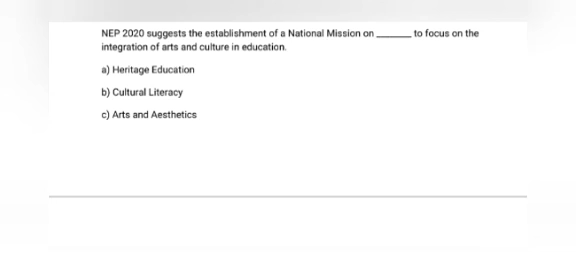 NEP 2020 suggests the establishment of a National Mission on ______ to focus on the
integration of arts and culture in education.
a) Heritage Education
b) Cultural Literacy
c) Arts and Aesthetics